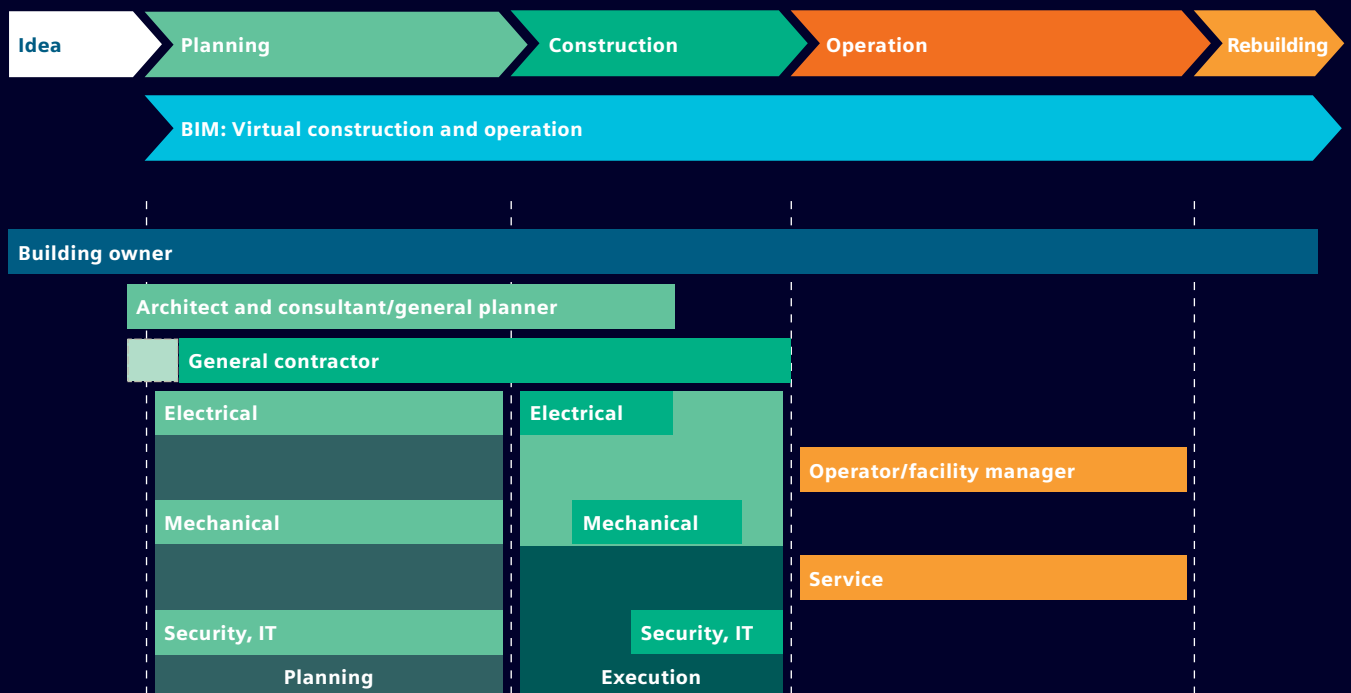 Idea
Planning
Construction
Operation
Rebuilding
BIM: Virtual construction and operation
Building owner
Architect and consultant/general planner
General contractor
Electrical
Electrical
Operator/facility manager
Mechanical
Mechanical
Service
Security, IT
Security, IT
Planning
Execution